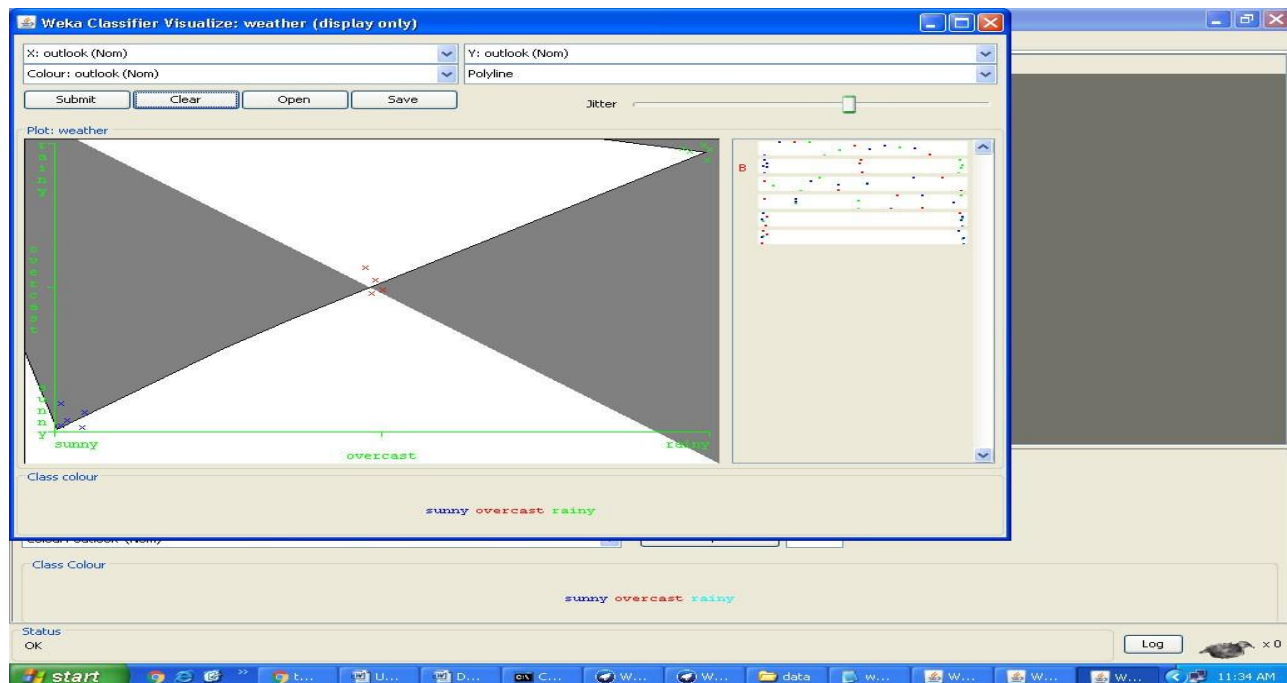 Weka Classifier Visualize: weather (display only)
X: outlook (Nom)
Y: outlook (Nom)
Colour: outlook (Nom)
Polyline
Submit
Clear
Open
Save
Jitter
Plot: weather
rainy
overcast
sunny
sunny
overcast
rainy
B
Class colour
sunny overcast rainy
Class Colour
sunny overcast rainy
Status
OK
Log
x 0
start
t...
U...
D...
C...
W...
W...
data
w...
W...
W...
W...
11:34 AM